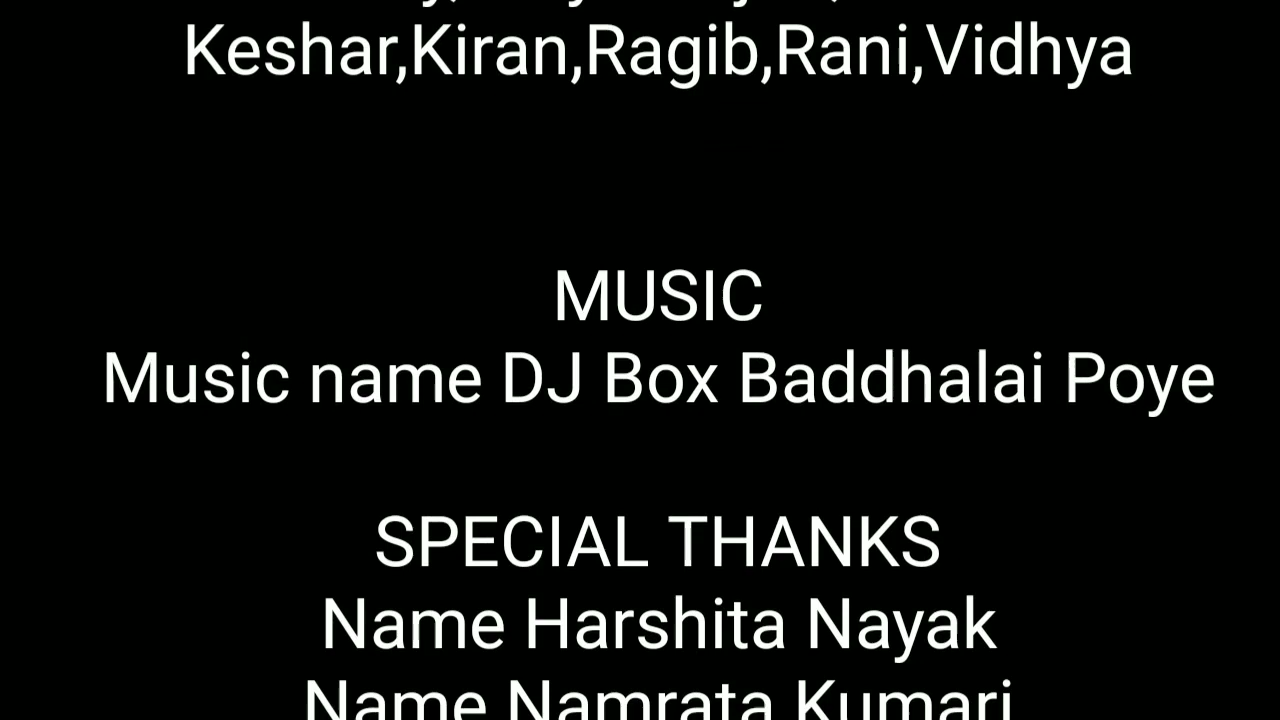 Keshar,Kiran,Ragib,Rani,Vidhya
MUSIC
Music name DJ Box Baddhalai Poye
SPECIAL THANKS
Name Harshita Nayak
Name Namrata Kumari